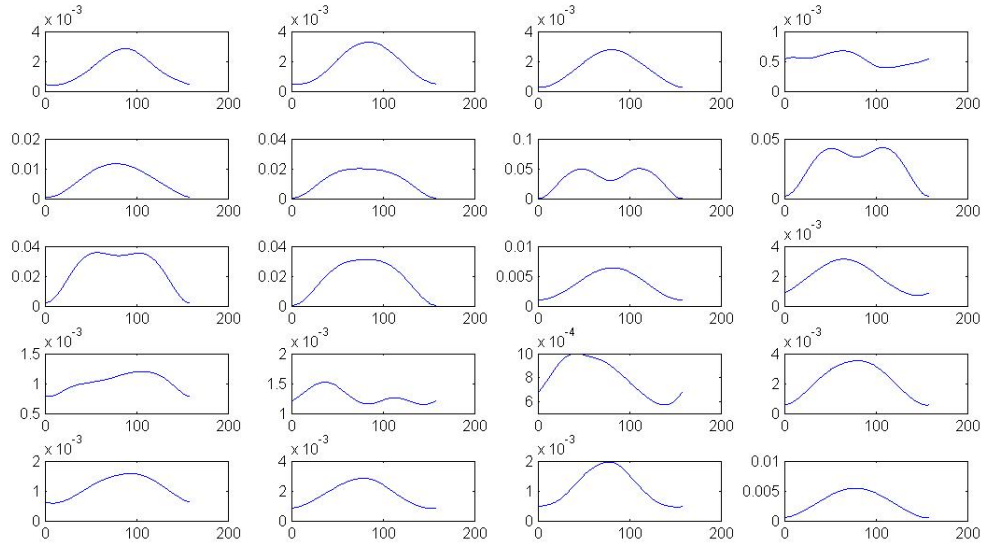 x 10⁻³ x 10⁻³ x 10⁻³ x 10⁻³
4 4 4 1
2 2 2 0.5
0 0 0 0
0 100 200 0 100 200 0 100 200 0 100 200
0.02 0.04 0.1 0.05
0.01 0.02 0.05
0 0 0 0
0 100 200 0 100 200 0 100 200 0 100 200
x 10⁻³
0.04 0.04 0.01 4
0.02 0.02 0.005 2
0 0 0 0
0 100 200 0 100 200 0 100 200 0 100 200
x 10⁻³ x 10⁻³ x 10⁻⁴ x 10⁻³
1.5 2 10 4
1 1.5 8 2
0.5 1 6 0
0 100 200 0 100 200 0 100 200 0 100 200
x 10⁻³ x 10⁻³ x 10⁻³
2 4 2 0.01
1 2 1 0.005
0 0 0 0
0 100 200 0 100 200 0 100 200 0 100 200